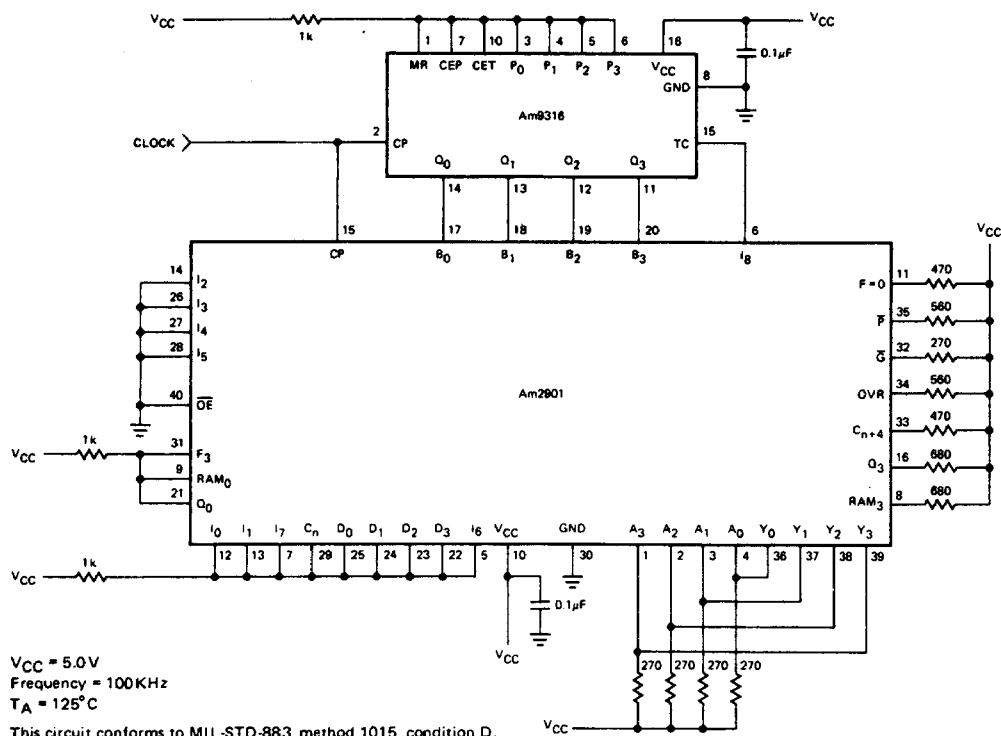 VCC
1k
1 7 10 3 4 5 6
MR CEP CET P0 P1 P2 P3
16
VCC
VCC
0.1µF
8
GND
Am9316
CLOCK
2
CP
15
TC
Q0 Q1 Q2 Q3
14 13 12 11
15 17 18 19 20 6
CP B0 B1 B2 B3 I8
VCC
14 I2
26 I3
27 I4
28 I5
40 OE
Am2901
F=0 11 470
P 35 560
G 32 270
OVR 34 560
Cn+4 33 470
Q3 16 680
RAM3 8 680
VCC 1k
31 F3
9 RAM0
21 Q0
I0 I1 I7 Cn D0 D1 D2 D3 I6 VCC GND A3 A2 A1 A0 Y0 Y1 Y2 Y3
12 13 7 29 25 24 23 22 5 10 30 1 2 3 4 36 37 38 39
VCC 1k
0.1µF
VCC
270 270 270 270
VCC
VCC = 5.0V
Frequency = 100KHz
TA = 125°C
This circuit conforms to MIL-STD-883, method 1015, condition D.